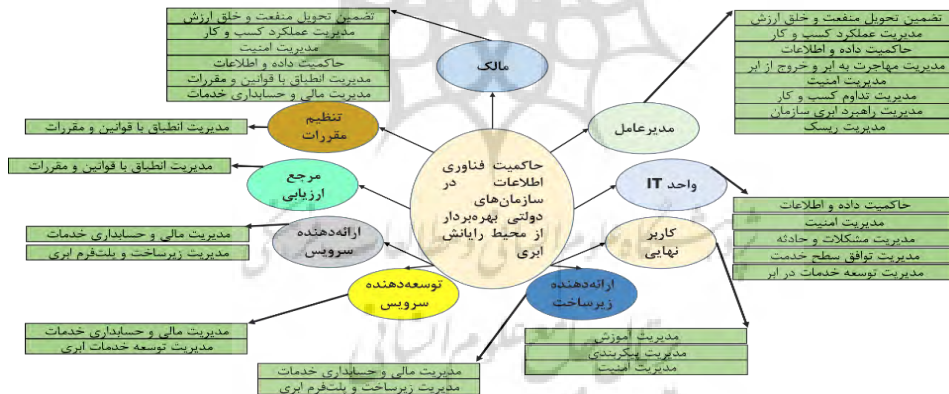 تضمین تحویل منفعت و خلق ارزش
مدیریت عملکرد کسب و کار
مدیریت امنیت
حاکمیت داده و اطلاعات
مدیریت انطباق با قوانین و مقررات
مدیریت مالی و حسابداری خدمات
مالک
تضمین تحویل منفعت و خلق ارزش
مدیریت عملکرد کسب و کار
حاکمیت داده و اطلاعات
مدیریت مهاجرت به ابر و خروج از ابر
مدیریت امنیت
مدیریت تداوم کسب و کار
مدیریت راهبرد ابری سازمان
مدیریت ریسک
مدیرعامل
تنظیم
مقررات
مدیریت انطباق با قوانین و مقررات
مرجع
ارزیابی
مدیریت انطباق با قوانین و مقررات
حاکمیت فناوری
اطلاعات در
سازمان‌های
دولتی بهره‌بردار
از محیط رایانش
ابری
واحد IT
حاکمیت داده و اطلاعات
مدیریت امنیت
مدیریت مشکلات و حادثه
مدیریت توافق سطح خدمت
مدیریت توسعه خدمات در ابر
ارائه‌دهنده
سرویس
مدیریت مالی و حسابداری خدمات
مدیریت زیرساخت و پلت‌فرم ابری
کاربر
نهایی
مدیریت آموزش
مدیریت پیکربندی
مدیریت امنیت
توسعه‌دهنده
سرویس
مدیریت مالی و حسابداری خدمات
مدیریت توسعه خدمات ابری
ارائه‌دهنده
زیرساخت
مدیریت مالی و حسابداری خدمات
مدیریت زیرساخت و پلت‌فرم ابری